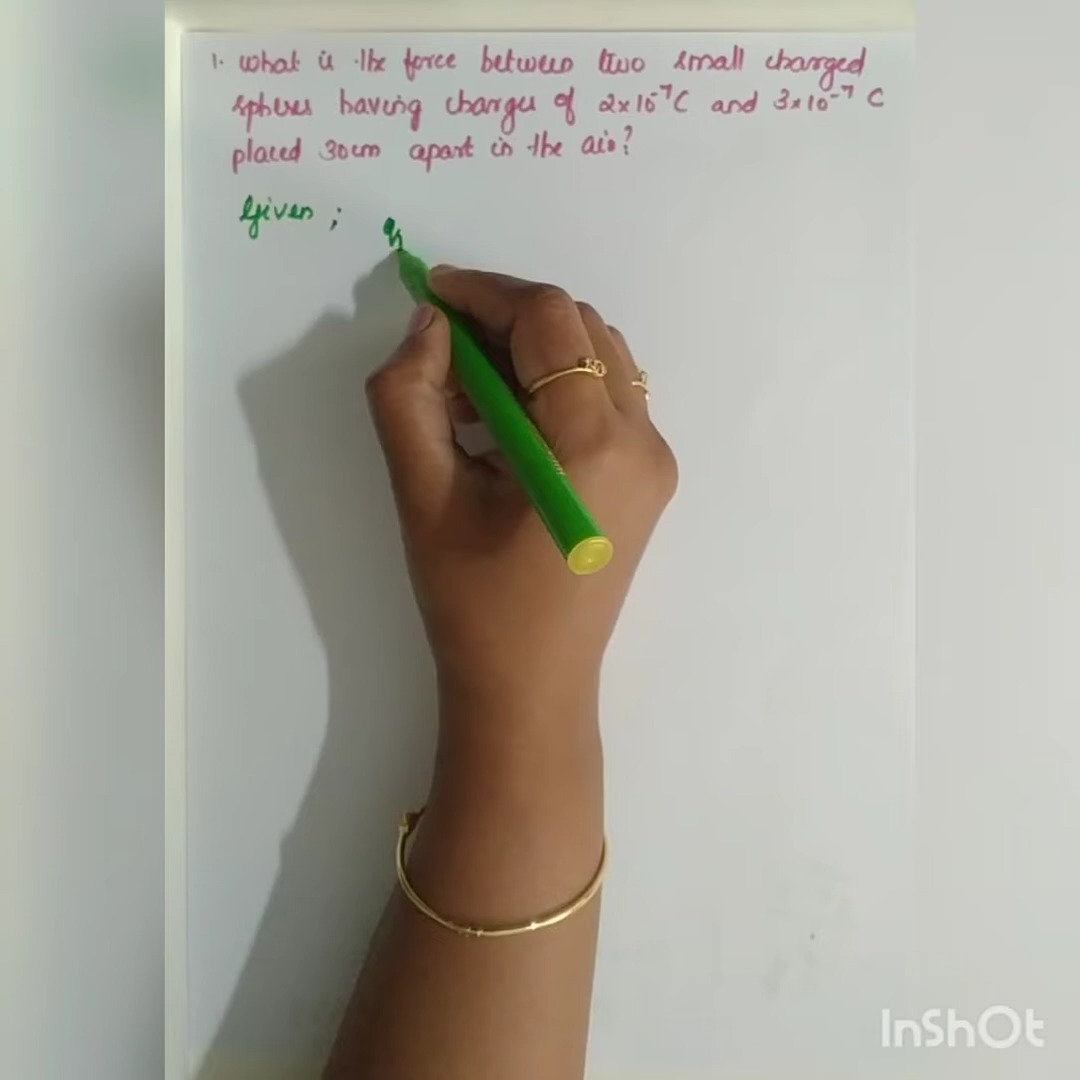 1. What is the force between two small charged
spheres having charges of 2×10⁻⁷C and 3×10⁻⁷ C
placed 30cm apart in the air?
Given ; q
InShOt